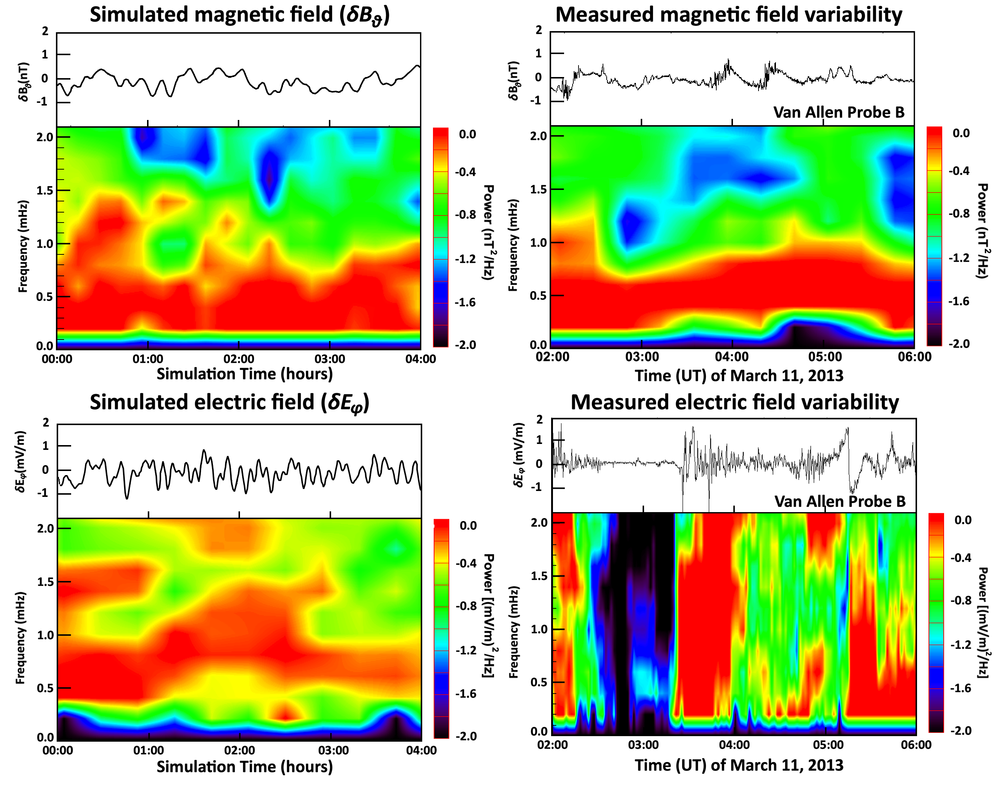 Simulated magnetic field (δBϑ)
2
1
0
-1
δBϑ(nT)
2.0
1.5
1.0
0.5
0.0
Frequency (mHz)
00:00 01:00 02:00 03:00 04:00
Simulation Time (hours)
0.0
-0.4
-0.8
-1.2
-1.6
-2.0
Power (nT²/Hz)
Measured magnetic field variability
2
1
0
-1
δBϑ(nT)
Van Allen Probe B
2.0
1.5
1.0
0.5
0.0
Frequency (mHz)
02:00 03:00 04:00 05:00 06:00
Time (UT) of March 11, 2013
0.0
-0.4
-0.8
-1.2
-1.6
-2.0
Power (nT²/Hz)
Simulated electric field (δEφ)
2
1
0
-1
δEφ(mV/m)
2.0
1.5
1.0
0.5
0.0
Frequency (mHz)
00:00 01:00 02:00 03:00 04:00
Simulation Time (hours)
0.0
-0.4
-0.8
-1.2
-1.6
-2.0
Power [(mV/m)²/Hz]
Measured electric field variability
2
1
0
-1
δEφ (mV/m)
Van Allen Probe B
2.0
1.5
1.0
0.5
0.0
Frequency (mHz)
02:00 03:00 04:00 05:00 06:00
Time (UT) of March 11, 2013
0.0
-0.4
-0.8
-1.2
-1.6
-2.0
Power [(mV/m)²/Hz]